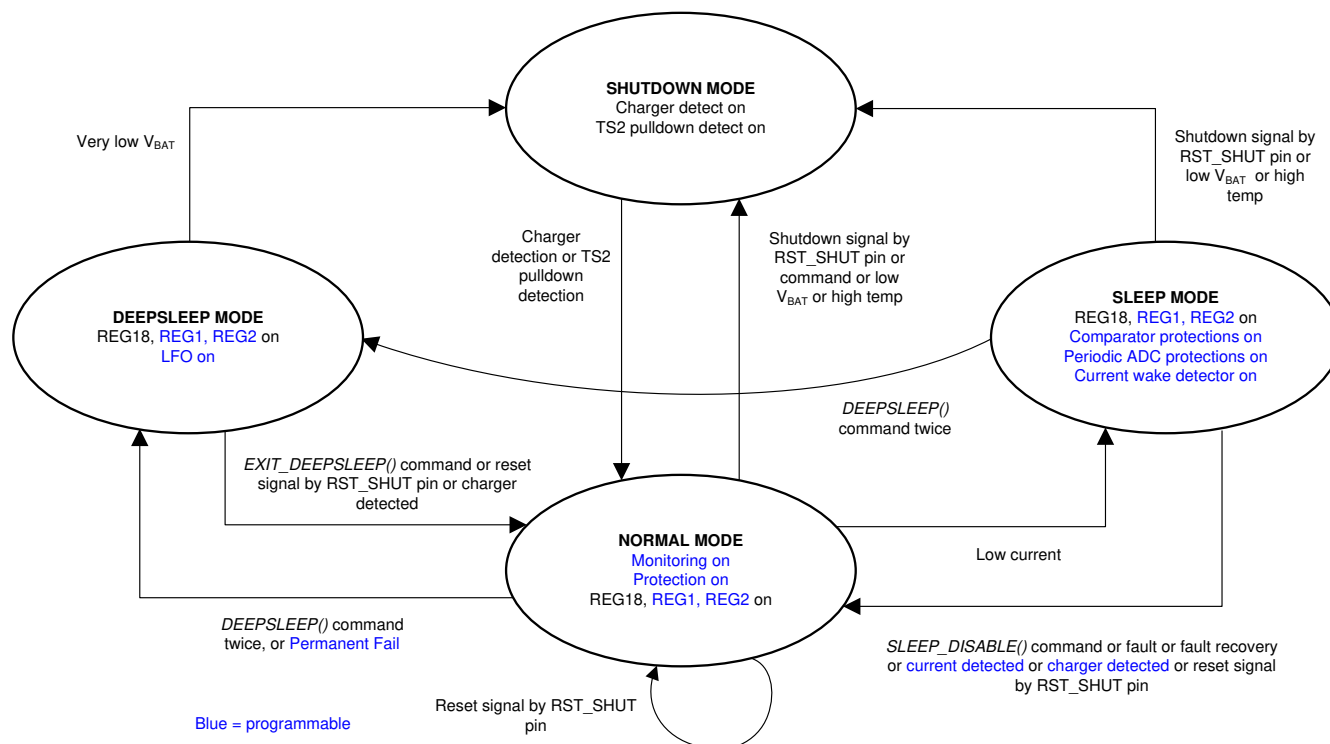 SHUTDOWN MODE
Charger detect on
TS2 pulldown detect on
Very low VBAT
Shutdown signal by
RST_SHUT pin or
low VBAT or high
temp
Charger
detection or TS2
pulldown
detection
Shutdown signal by
RST_SHUT pin or
command or low
VBAT or high temp
DEEPSLEEP MODE
REG18, REG1, REG2 on
LFO on
SLEEP MODE
REG18, REG1, REG2 on
Comparator protections on
Periodic ADC protections on
Current wake detector on
DEEPSLEEP()
command twice
EXIT_DEEPSLEEP() command or reset
signal by RST_SHUT pin or charger
detected
NORMAL MODE
Monitoring on
Protection on
REG18, REG1, REG2 on
Low current
DEEPSLEEP() command
twice, or Permanent Fail
SLEEP_DISABLE() command or fault or fault recovery
or current detected or charger detected or reset signal
by RST_SHUT pin
Reset signal by RST_SHUT
pin
Blue = programmable